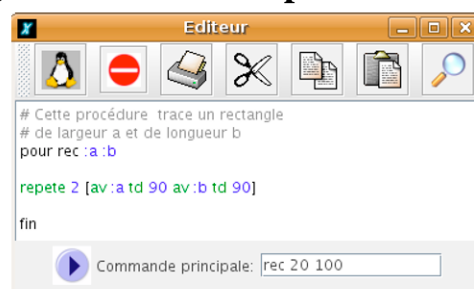 Editeur
# Cette procédure  trace un rectangle
# de largeur a et de longueur b
pour rec :a :b
repete 2 [av :a td 90 av :b td 90]
fin
Commande principale: rec 20 100